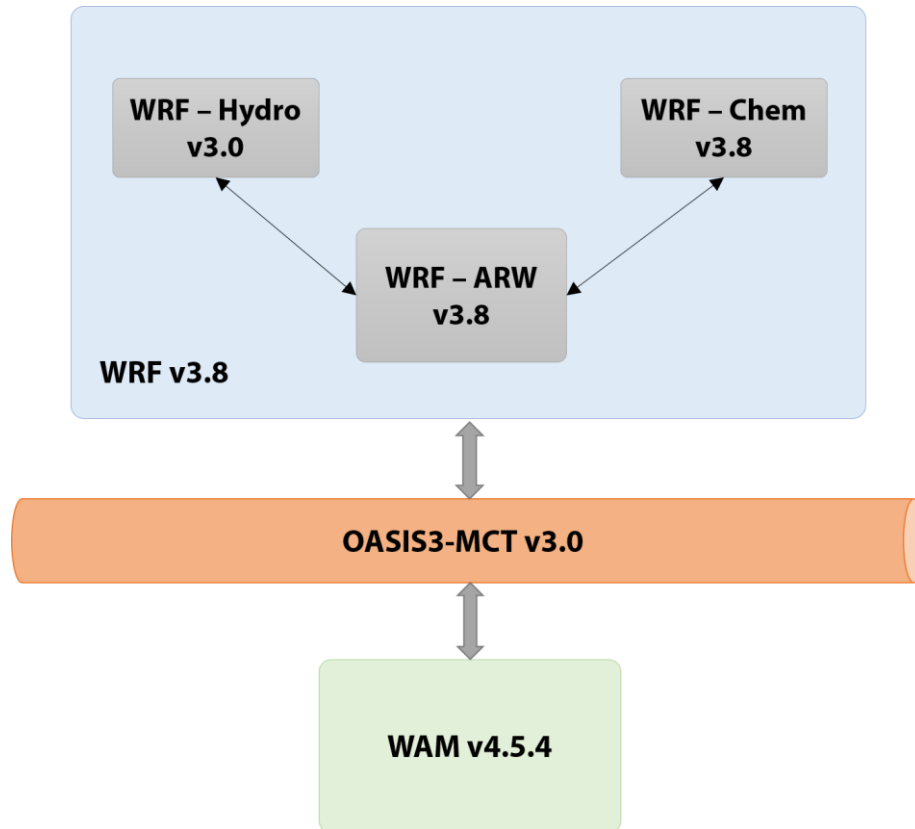 WRF – Hydro
v3.0
WRF – Chem
v3.8
WRF – ARW
v3.8
WRF v3.8
OASIS3-MCT v3.0
WAM v4.5.4